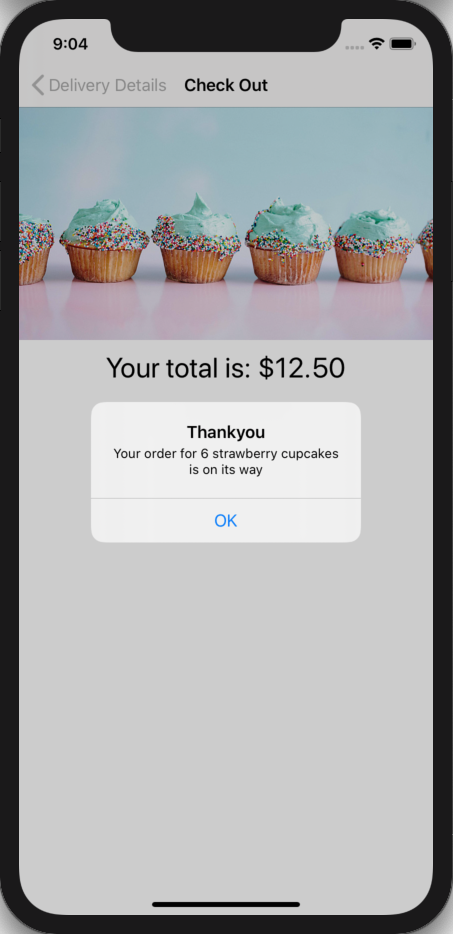 9:04
Delivery Details Check Out
Your total is: $12.50
Thankyou
Your order for 6 strawberry cupcakes
is on its way
OK